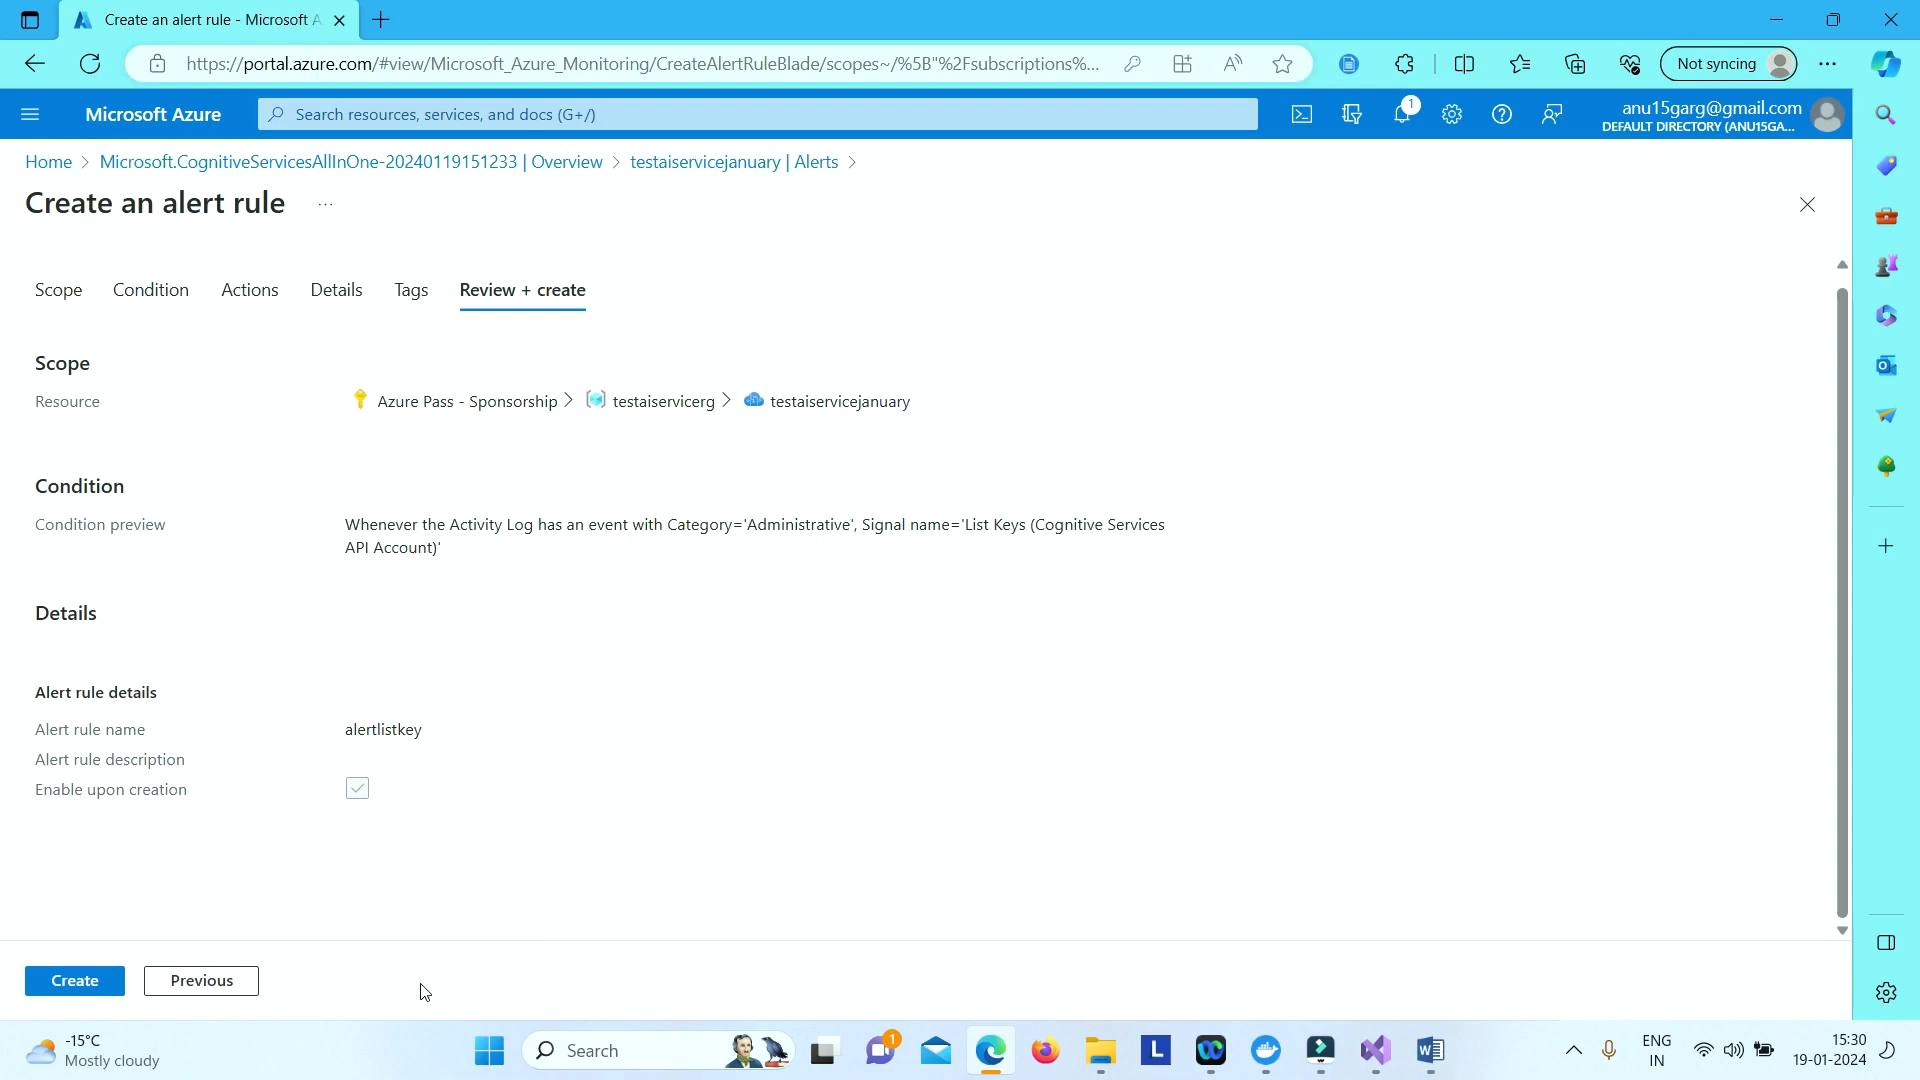 Create an alert rule - Microsoft A
https://portal.azure.com/#view/Microsoft_Azure_Monitoring/CreateAlertRuleBlade/scopes~/%5B"%2Fsubscriptions%...
Not syncing
Microsoft Azure
Search resources, services, and docs (G+/)
1
anu15garg@gmail.com
DEFAULT DIRECTORY (ANU15GA...
Home > Microsoft.CognitiveServicesAllInOne-20240119151233 | Overview > testaiservicejanuary | Alerts >
Create an alert rule ...
Scope Condition Actions Details Tags Review + create
Scope
Resource Azure Pass - Sponsorship > testaiservicerg > testaiservicejanuary
Condition
Condition preview Whenever the Activity Log has an event with Category='Administrative', Signal name='List Keys (Cognitive Services
API Account)'
Details
Alert rule details
Alert rule name alertlistkey
Alert rule description
Enable upon creation
Create Previous
-15°C
Mostly cloudy
Search
1
L
ENG
IN
15:30
19-01-2024